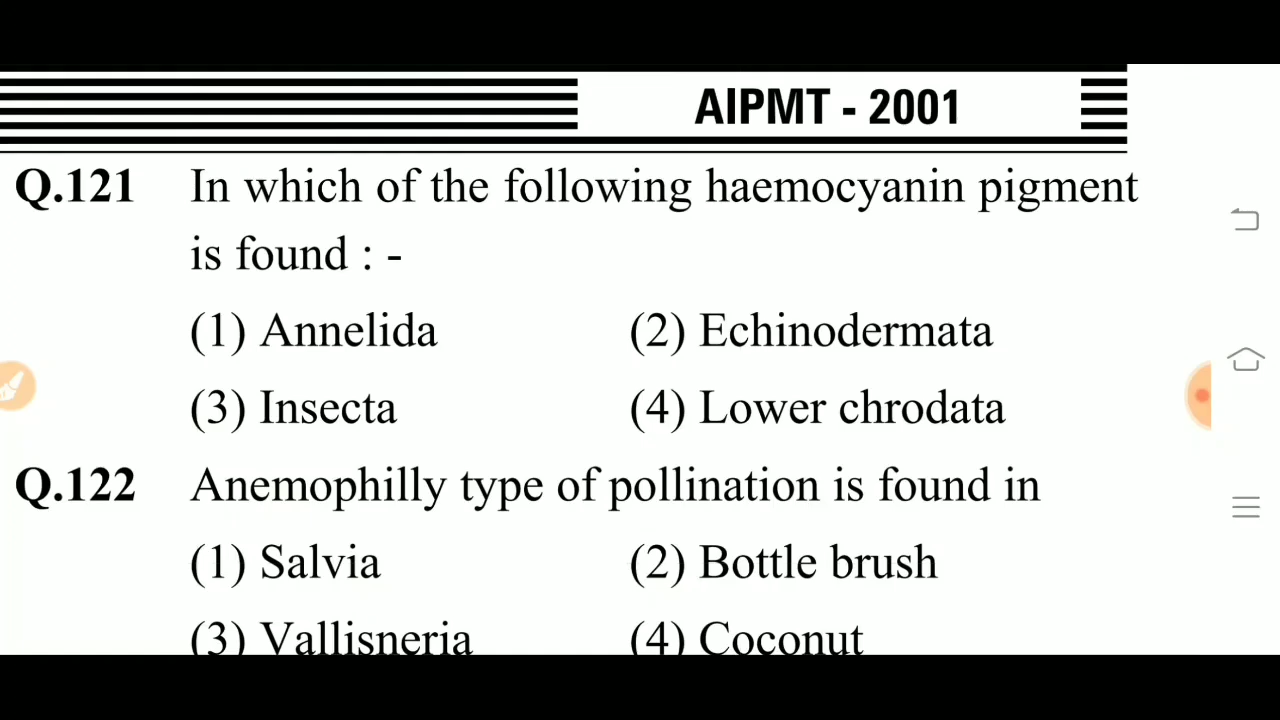 AIPMT - 2001
Q.121 In which of the following haemocyanin pigment
is found : -
(1) Annelida (2) Echinodermata
(3) Insecta (4) Lower chrodata
Q.122 Anemophilly type of pollination is found in
(1) Salvia (2) Bottle brush
(3) Vallisneria (4) Coconut